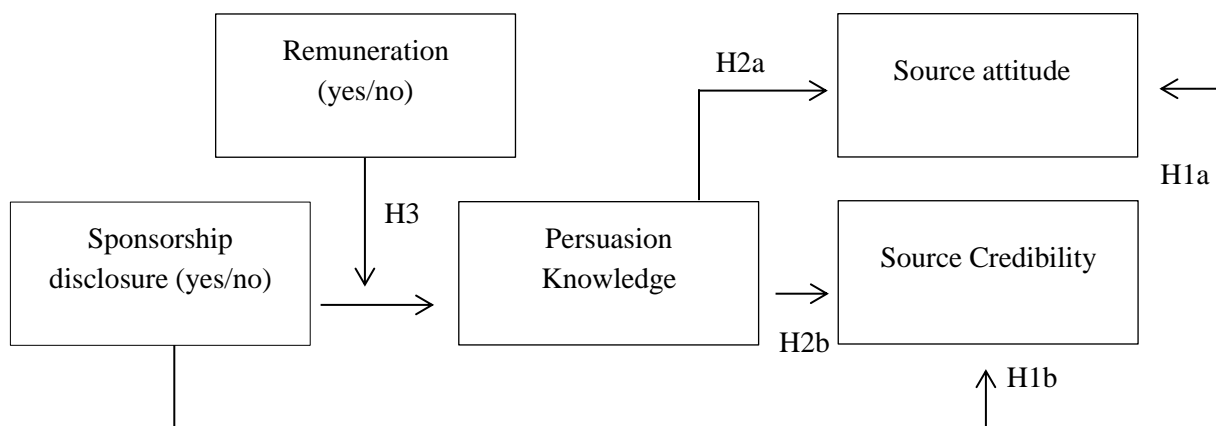 Remuneration
(yes/no)
H2a
Source attitude
H1a
H3
Sponsorship
disclosure (yes/no)
Persuasion
Knowledge
Source Credibility
H2b
H1b